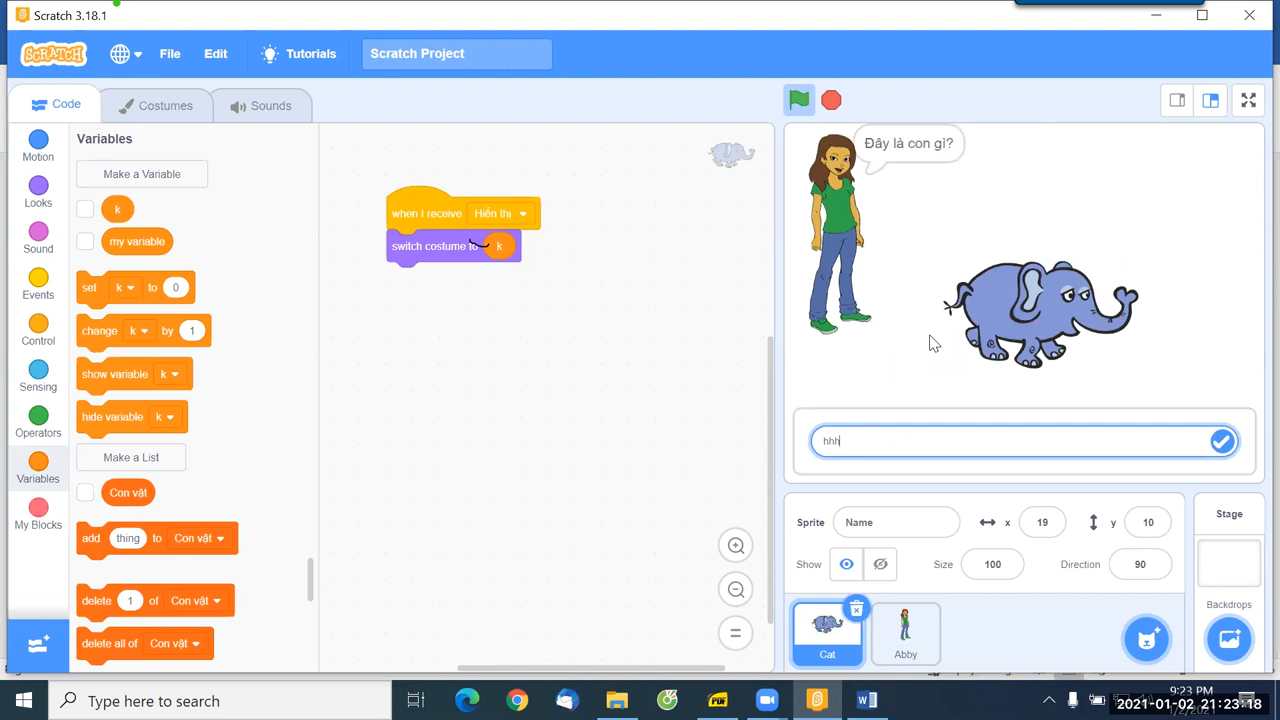 Scratch 3.18.1
SCRATCH
File
Edit
Tutorials
Scratch Project
Code
Costumes
Sounds
Motion
Looks
Sound
Events
Control
Sensing
Operators
Variables
My Blocks
Variables
Make a Variable
k
my variable
set k to 0
change k by 1
show variable k
hide variable k
Make a List
Con vật
add thing to Con vật
delete 1 of Con vật
delete all of Con vật
when I receive Hiển thị
switch costume to k
Đây là con gì?
hhh
Sprite Name
x 19
y 10
Show
Size 100
Direction 90
Cat
Abby
Stage
Backdrops
Type here to search
PDF
9:23 PM
2021-01-02 21:23:18